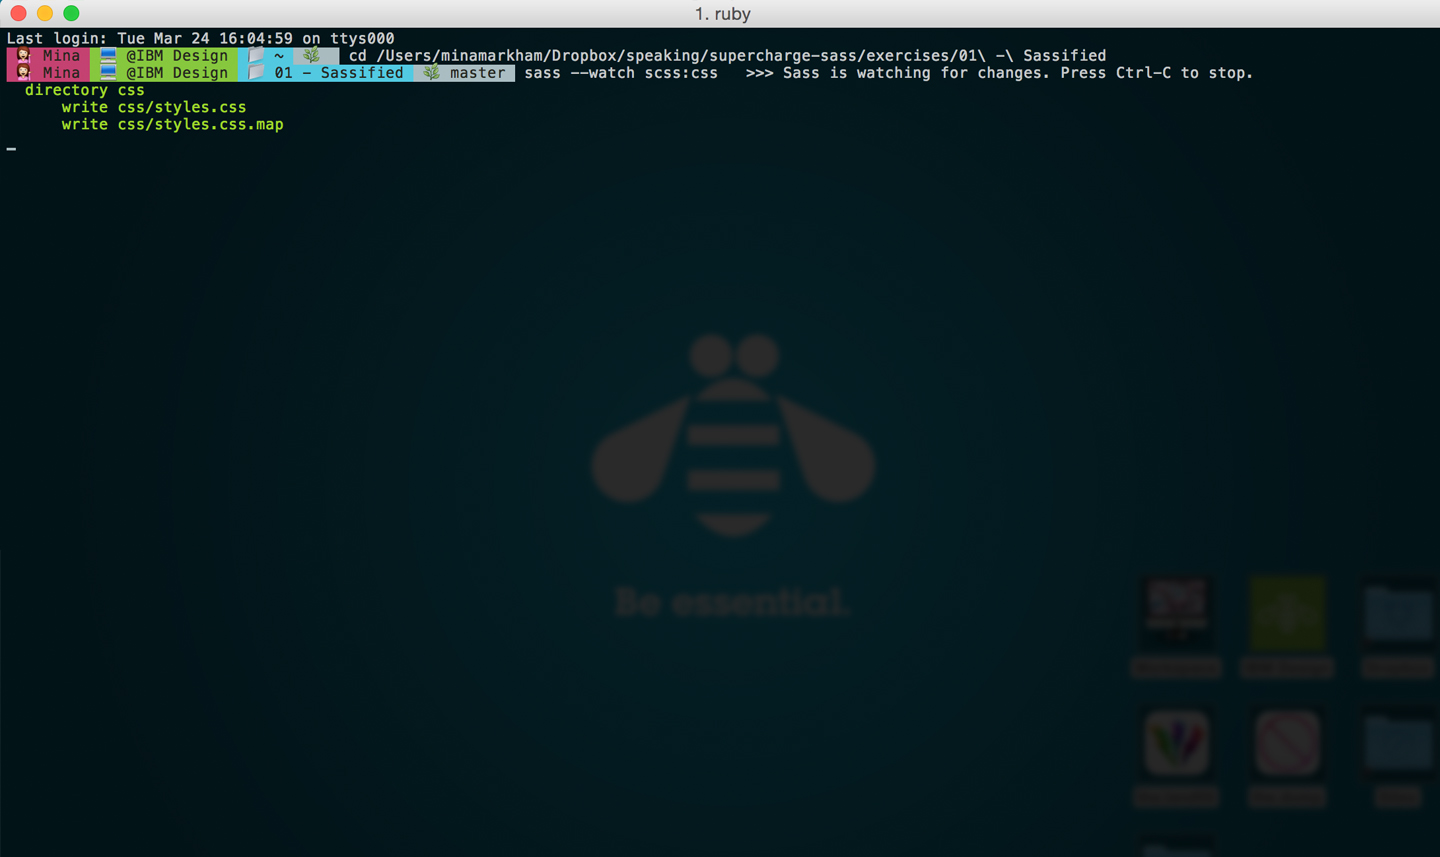 1. ruby
Last login: Tue Mar 24 16:04:59 on ttys000
Mina @IBM Design ~ cd /Users/minamarkham/Dropbox/speaking/supercharge-sass/exercises/01\ -\ Sassified
Mina @IBM Design 01 - Sassified master sass --watch scss:css >>> Sass is watching for changes. Press Ctrl-C to stop.
directory css
write css/styles.css
write css/styles.css.map
Be essential.